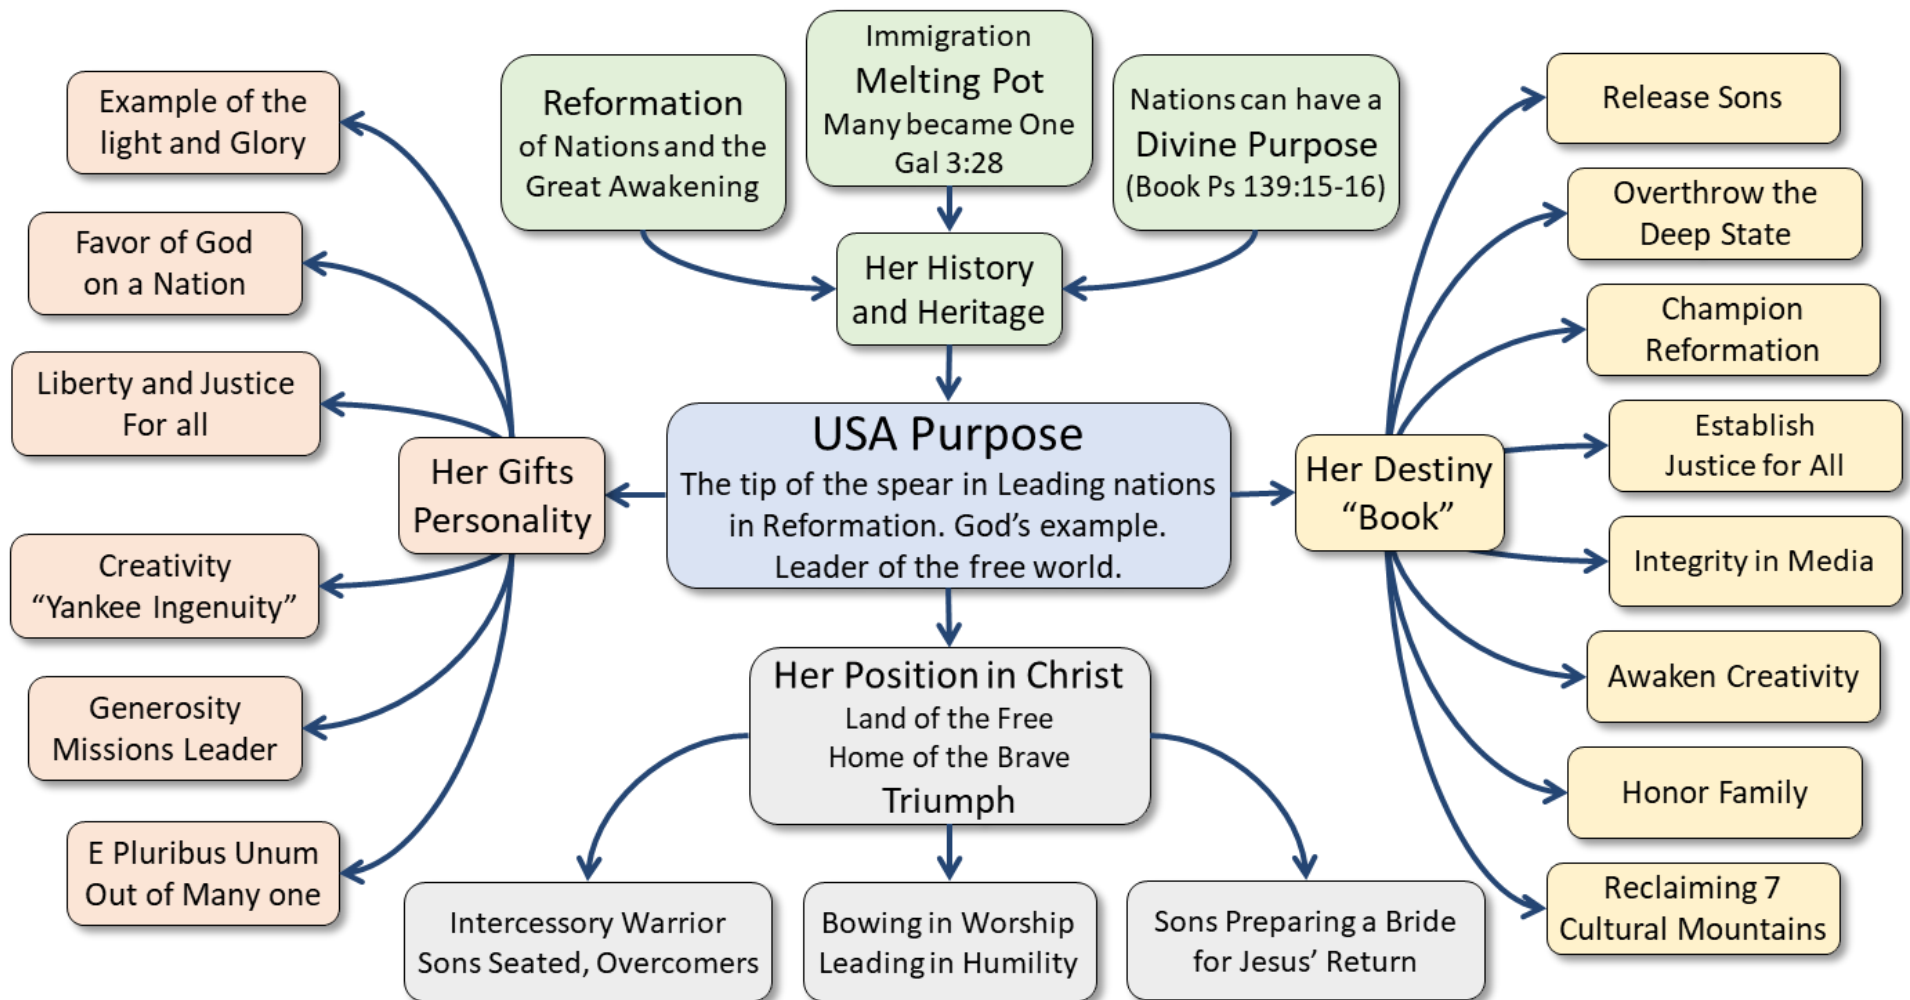 Immigration
Melting Pot
Many became One
Gal 3:28
Reformation
of Nations and the
Great Awakening
Nations can have a
Divine Purpose
(Book Ps 139:15-16)
Her History
and Heritage
USA Purpose
The tip of the spear in Leading nations
in Reformation. God’s example.
Leader of the free world.
Her Gifts
Personality
Example of the
light and Glory
Favor of God
on a Nation
Liberty and Justice
For all
Creativity
“Yankee Ingenuity”
Generosity
Missions Leader
E Pluribus Unum
Out of Many one
Her Destiny
“Book”
Release Sons
Overthrow the
Deep State
Champion
Reformation
Establish
Justice for All
Integrity in Media
Awaken Creativity
Honor Family
Reclaiming 7
Cultural Mountains
Her Position in Christ
Land of the Free
Home of the Brave
Triumph
Intercessory Warrior
Sons Seated, Overcomers
Bowing in Worship
Leading in Humility
Sons Preparing a Bride
for Jesus’ Return